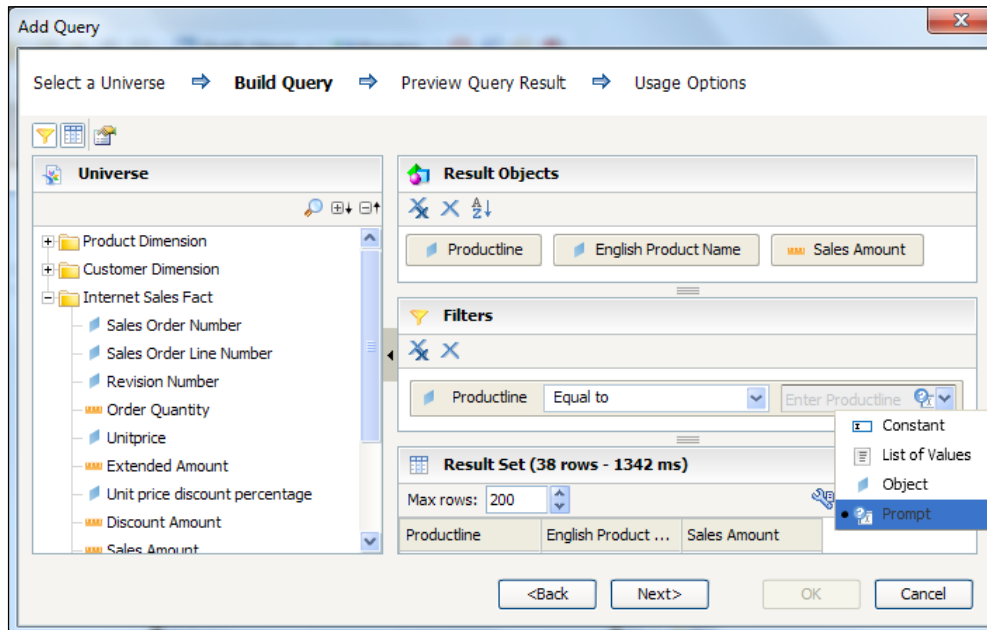 Add Query
Select a Universe Build Query Preview Query Result Usage Options
Universe
Product Dimension
Customer Dimension
Internet Sales Fact
Sales Order Number
Sales Order Line Number
Revision Number
Order Quantity
Unitprice
Extended Amount
Unit price discount percentage
Discount Amount
Sales Amount
Result Objects
Productline English Product Name Sales Amount
Filters
Productline Equal to Enter Productline
Constant
List of Values
Object
Prompt
Result Set (38 rows - 1342 ms)
Max rows: 200
Productline English Product ... Sales Amount
<Back Next> OK Cancel